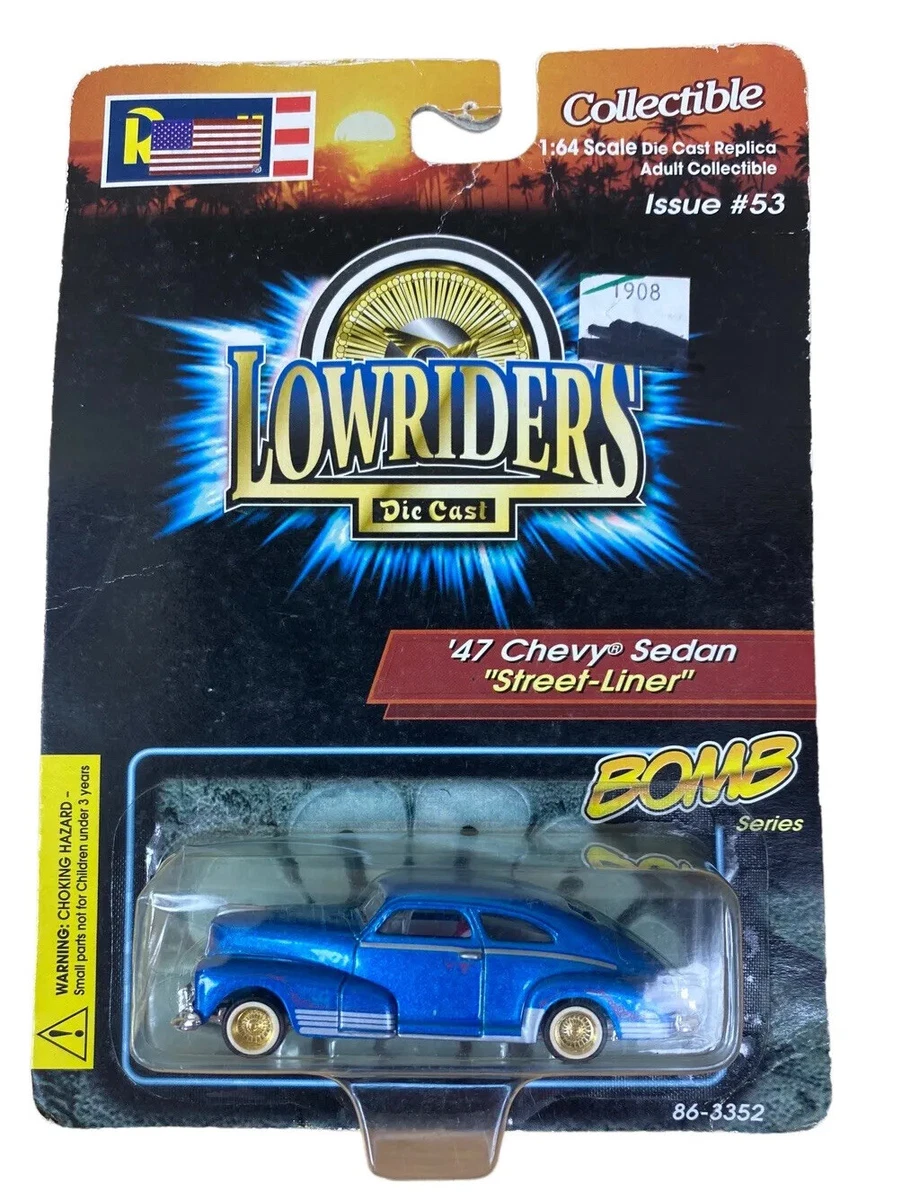 R
®
Collectible
1:64 Scale Die Cast Replica
Adult Collectible
Issue #53
1908
LOWRIDERS
Die Cast
'47 Chevy® Sedan
"Street-Liner"
BOMB
Series
WARNING: CHOKING HAZARD –
Small parts not for Children under 3 years
86-3352